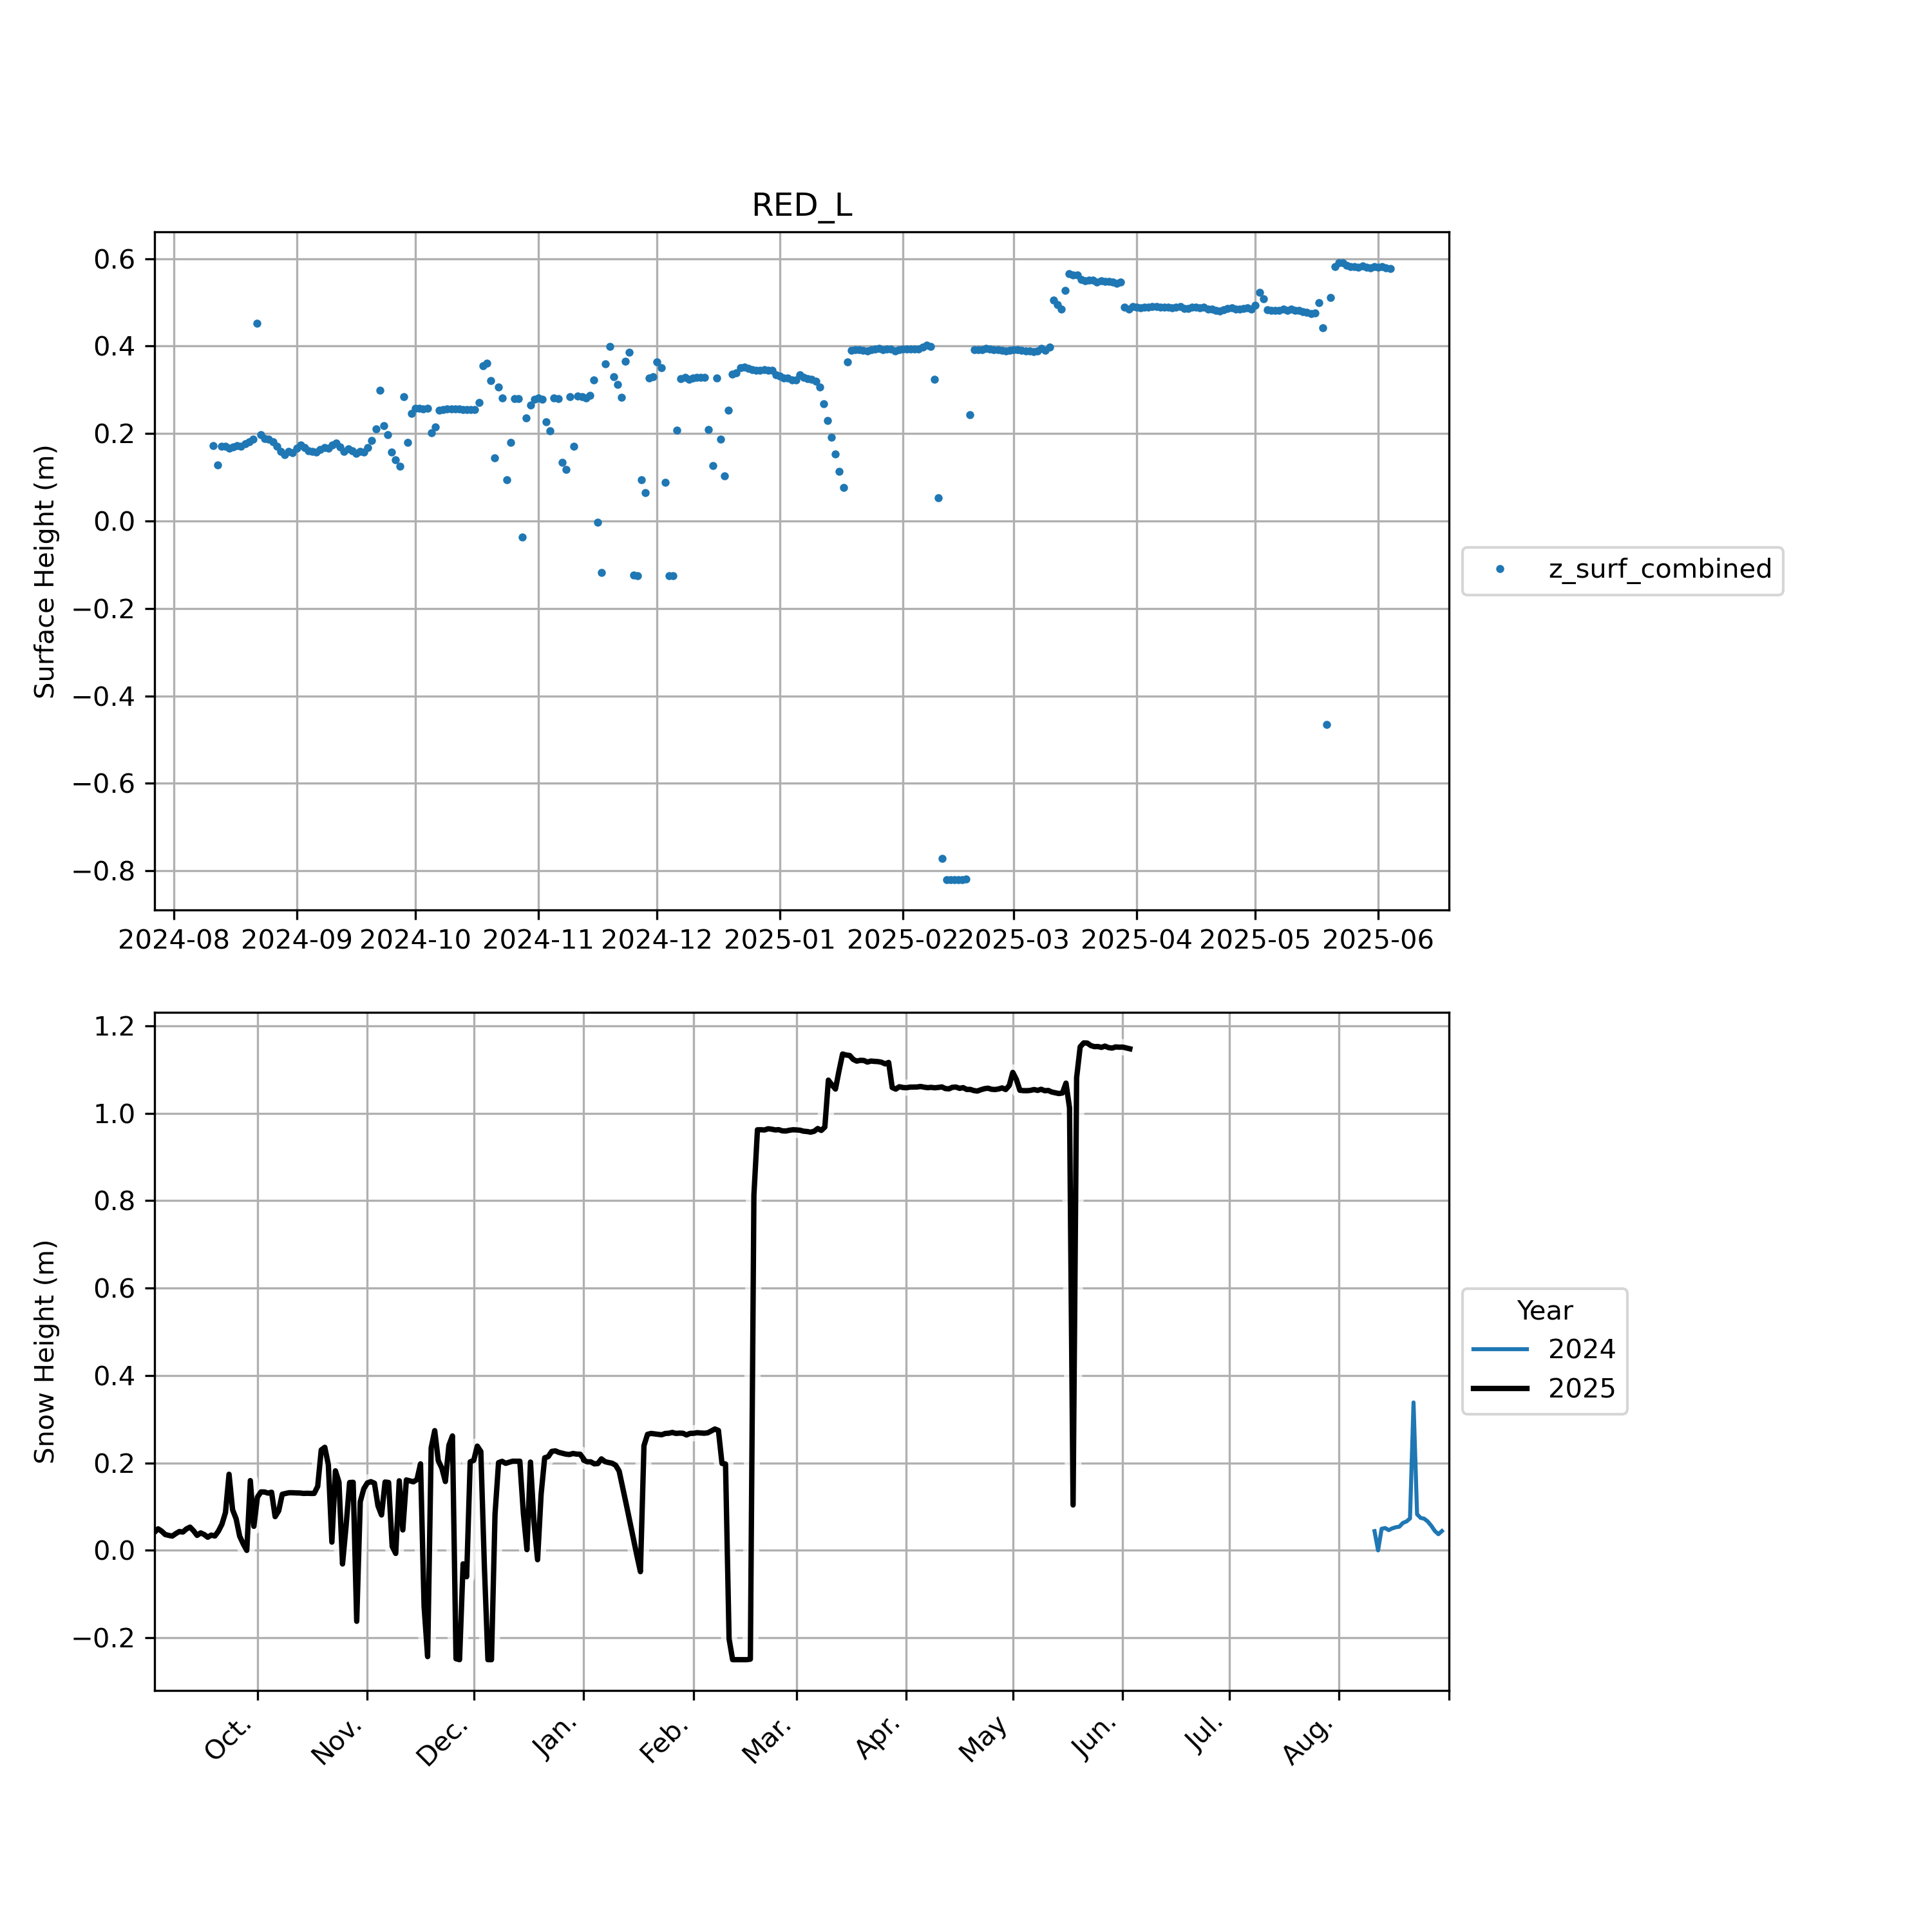 RED_L
Surface Height (m)
0.6
0.4
0.2
0.0
−0.2
−0.4
−0.6
−0.8
2024-08 2024-09 2024-10 2024-11 2024-12 2025-01 2025-02 2025-03 2025-04 2025-05 2025-06
z_surf_combined
Snow Height (m)
1.2
1.0
0.8
0.6
0.4
0.2
0.0
−0.2
Oct. Nov. Dec. Jan. Feb. Mar. Apr. May Jun. Jul. Aug.
Year
2024
2025